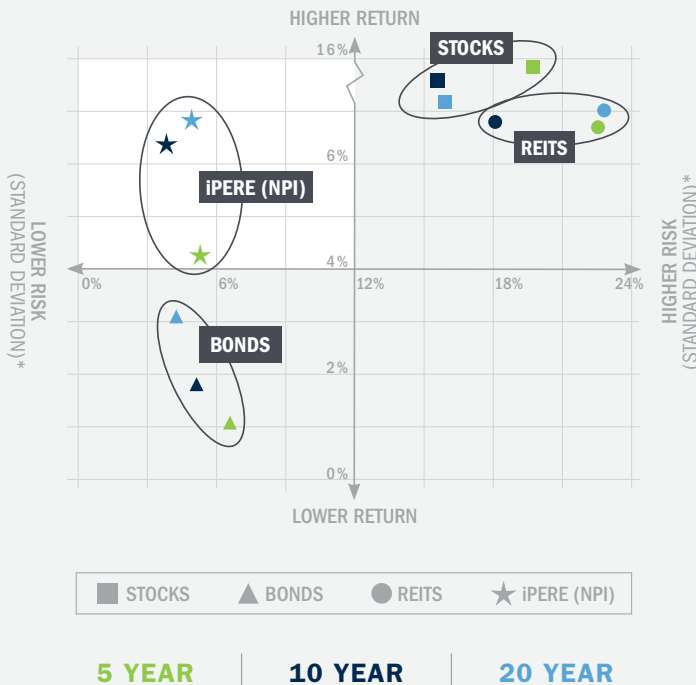 HIGHER RETURN
16%
STOCKS
REITS
6%
iPERE (NPI)
4%
0%
6%
12%
18%
24%
LOWER RISK
(STANDARD DEVIATION)*
HIGHER RISK
(STANDARD DEVIATION)*
BONDS
2%
0%
LOWER RETURN
STOCKS
BONDS
REITS
iPERE (NPI)
5 YEAR
10 YEAR
20 YEAR